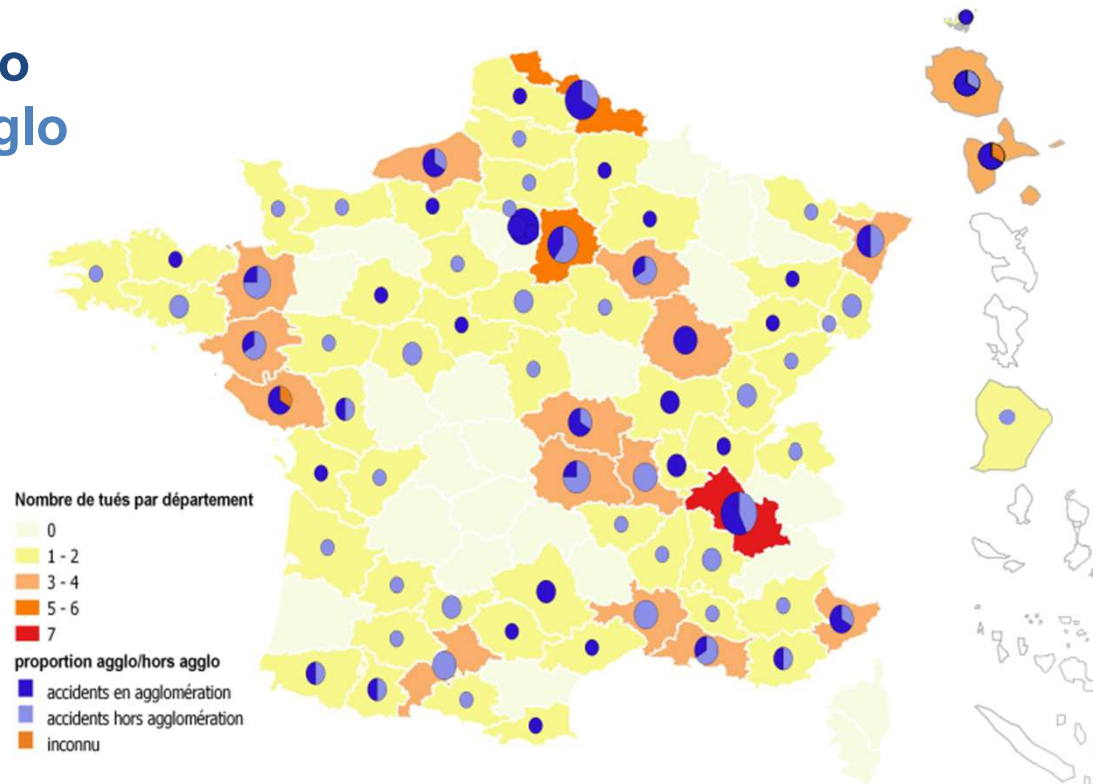 o
glo
Nombre de tués par département
0
1 - 2
3 - 4
5 - 6
7
proportion agglo/hors agglo
accidents en agglomération
accidents hors agglomération
inconnu